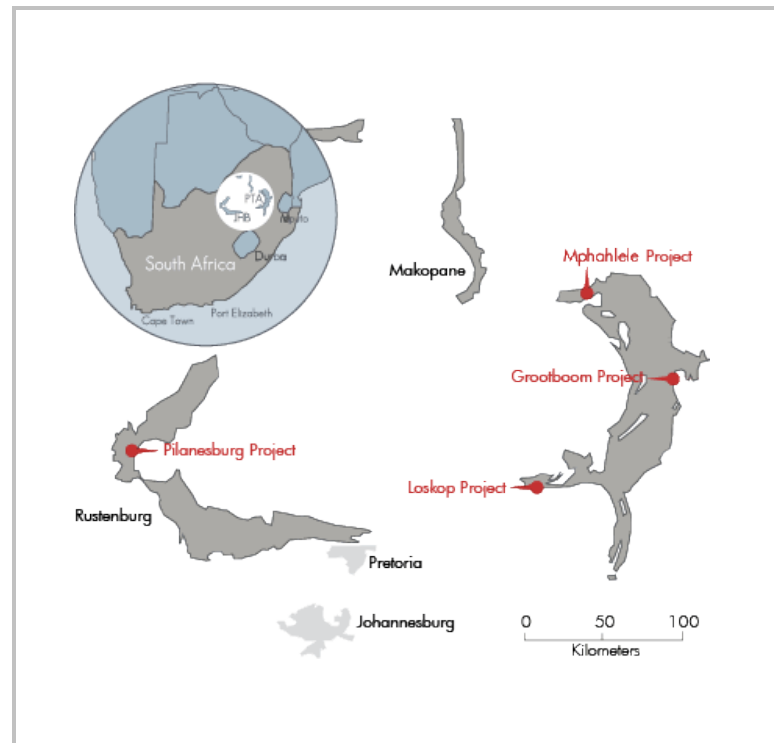 PTA
JHB
Maputo
South Africa
Durban
Port Elizabeth
Cape Town
Makopane
Mphahlele Project
Grootboom Project
Pilanesburg Project
Loskop Project
Rustenburg
Pretoria
Johannesburg
0 50 100
Kilometers